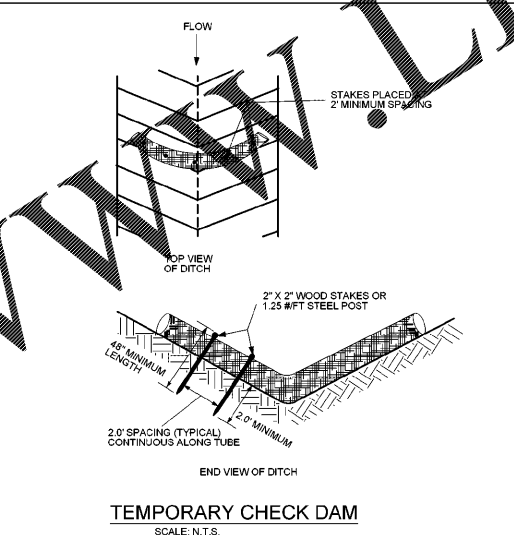 FLOW
STAKES PLACED
2' MINIMUM SPACING
TOP VIEW
OF DITCH
2" X 2" WOOD STAKES OR
1.25 #/FT STEEL POST
48" MINIMUM
LENGTH
2.0' SPACING (TYPICAL)
CONTINUOUS ALONG TUBE
2.0' MINIMUM
END VIEW OF DITCH
TEMPORARY CHECK DAM
SCALE: N.T.S.